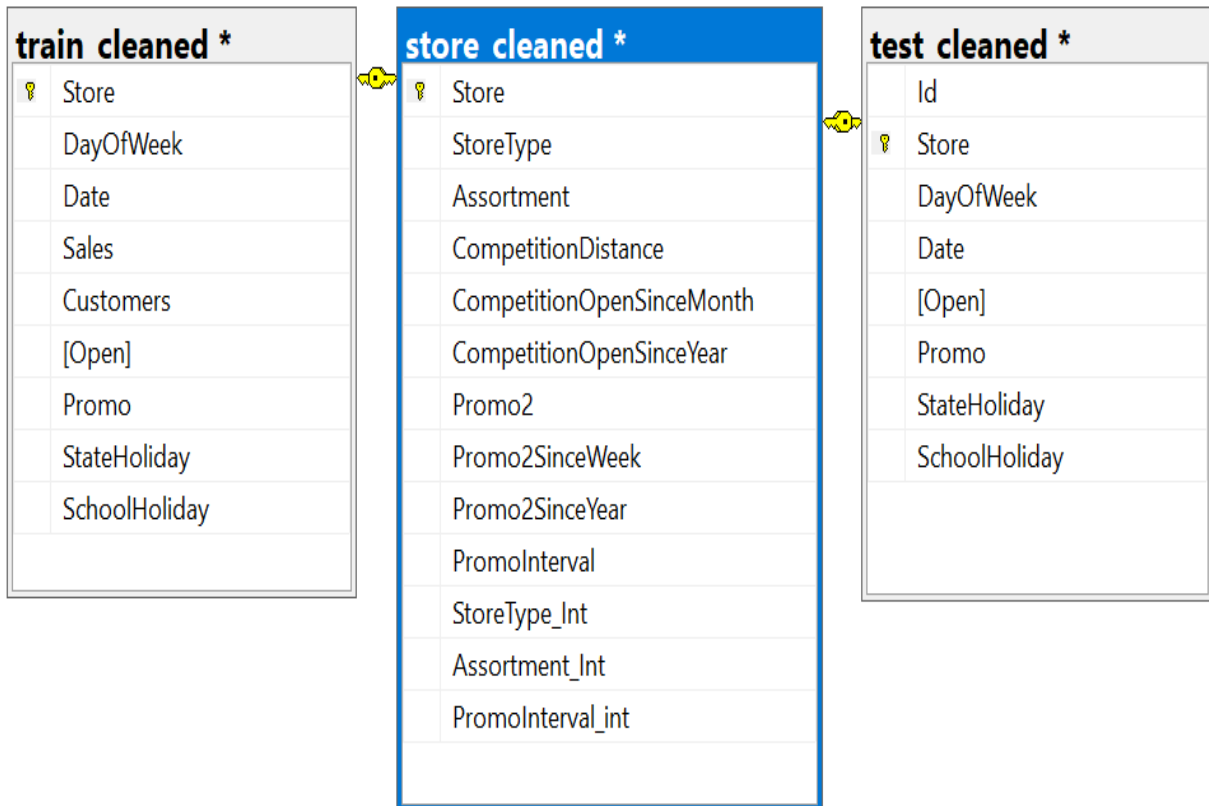 train_cleaned *
Store
DayOfWeek
Date
Sales
Customers
[Open]
Promo
StateHoliday
SchoolHoliday
store_cleaned *
Store
StoreType
Assortment
CompetitionDistance
CompetitionOpenSinceMonth
CompetitionOpenSinceYear
Promo2
Promo2SinceWeek
Promo2SinceYear
PromoInterval
StoreType_Int
Assortment_Int
PromoInterval_int
test_cleaned *
Id
Store
DayOfWeek
Date
[Open]
Promo
StateHoliday
SchoolHoliday